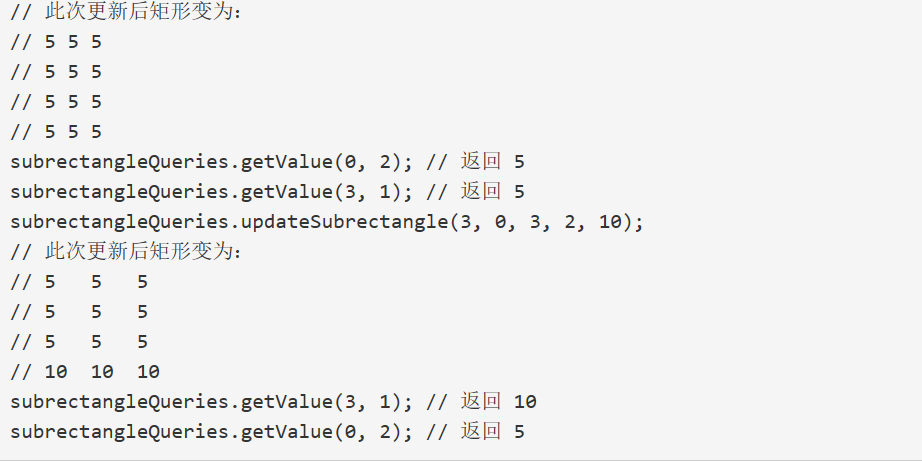 // 此次更新后矩形变为:
// 5 5 5
// 5 5 5
// 5 5 5
// 5 5 5
subrectangleQueries.getValue(0, 2); // 返回 5
subrectangleQueries.getValue(3, 1); // 返回 5
subrectangleQueries.updateSubrectangle(3, 0, 3, 2, 10);
// 此次更新后矩形变为:
// 5   5   5
// 5   5   5
// 5   5   5
// 10  10  10
subrectangleQueries.getValue(3, 1); // 返回 10
subrectangleQueries.getValue(0, 2); // 返回 5